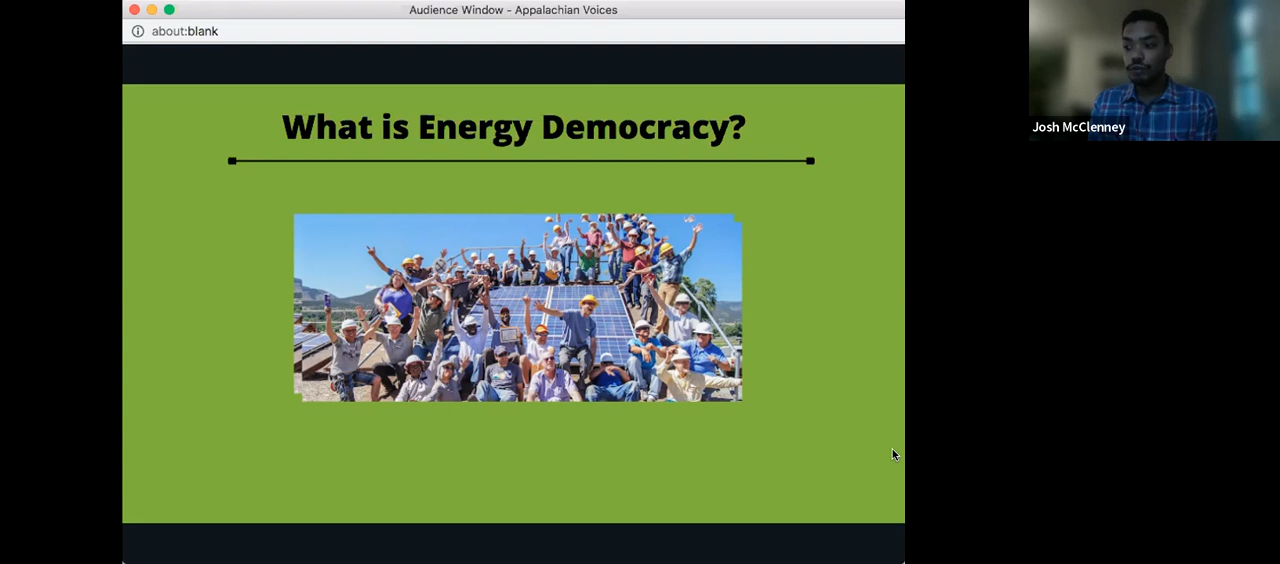 Audience Window - Appalachian Voices
about:blank
What is Energy Democracy?
Josh McClenney